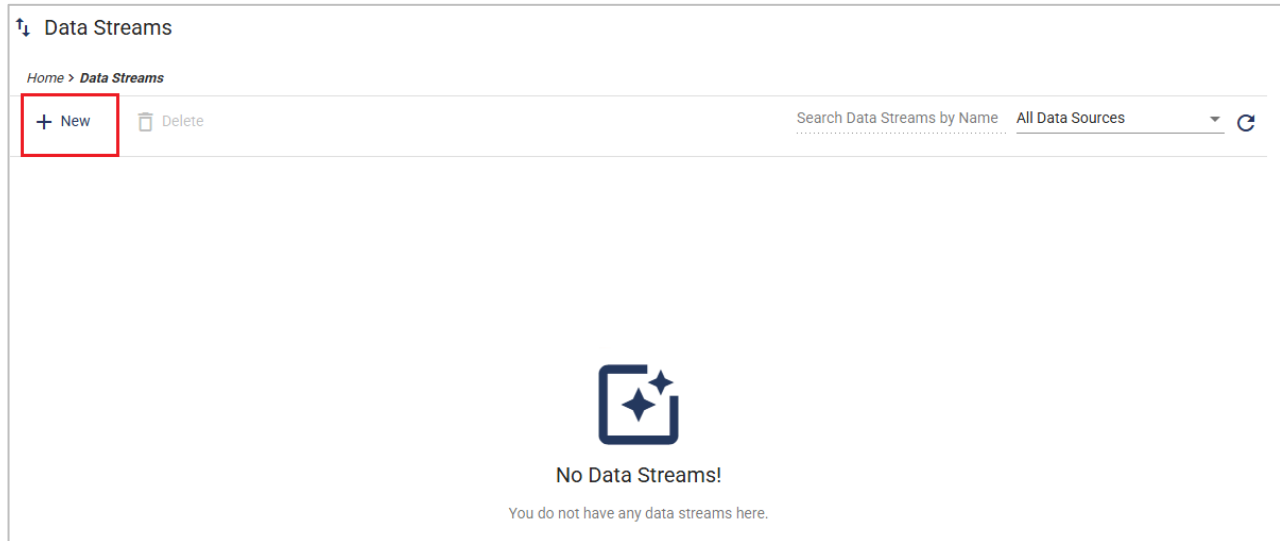 Data Streams
Home > Data Streams
+ New Delete Search Data Streams by Name All Data Sources
No Data Streams!
You do not have any data streams here.